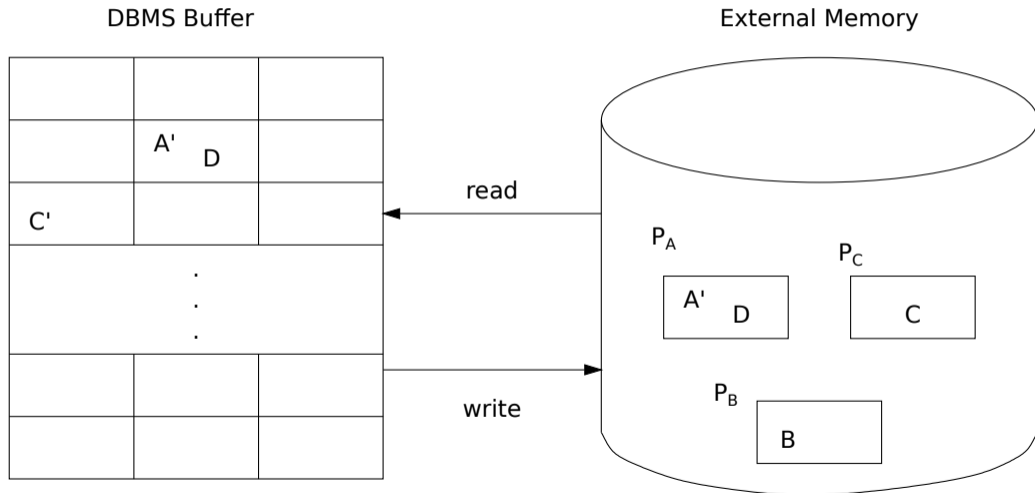 DBMS Buffer
External Memory
A' D
C'
.
.
.
read
write
P_A
A' D
P_C
C
P_B
B